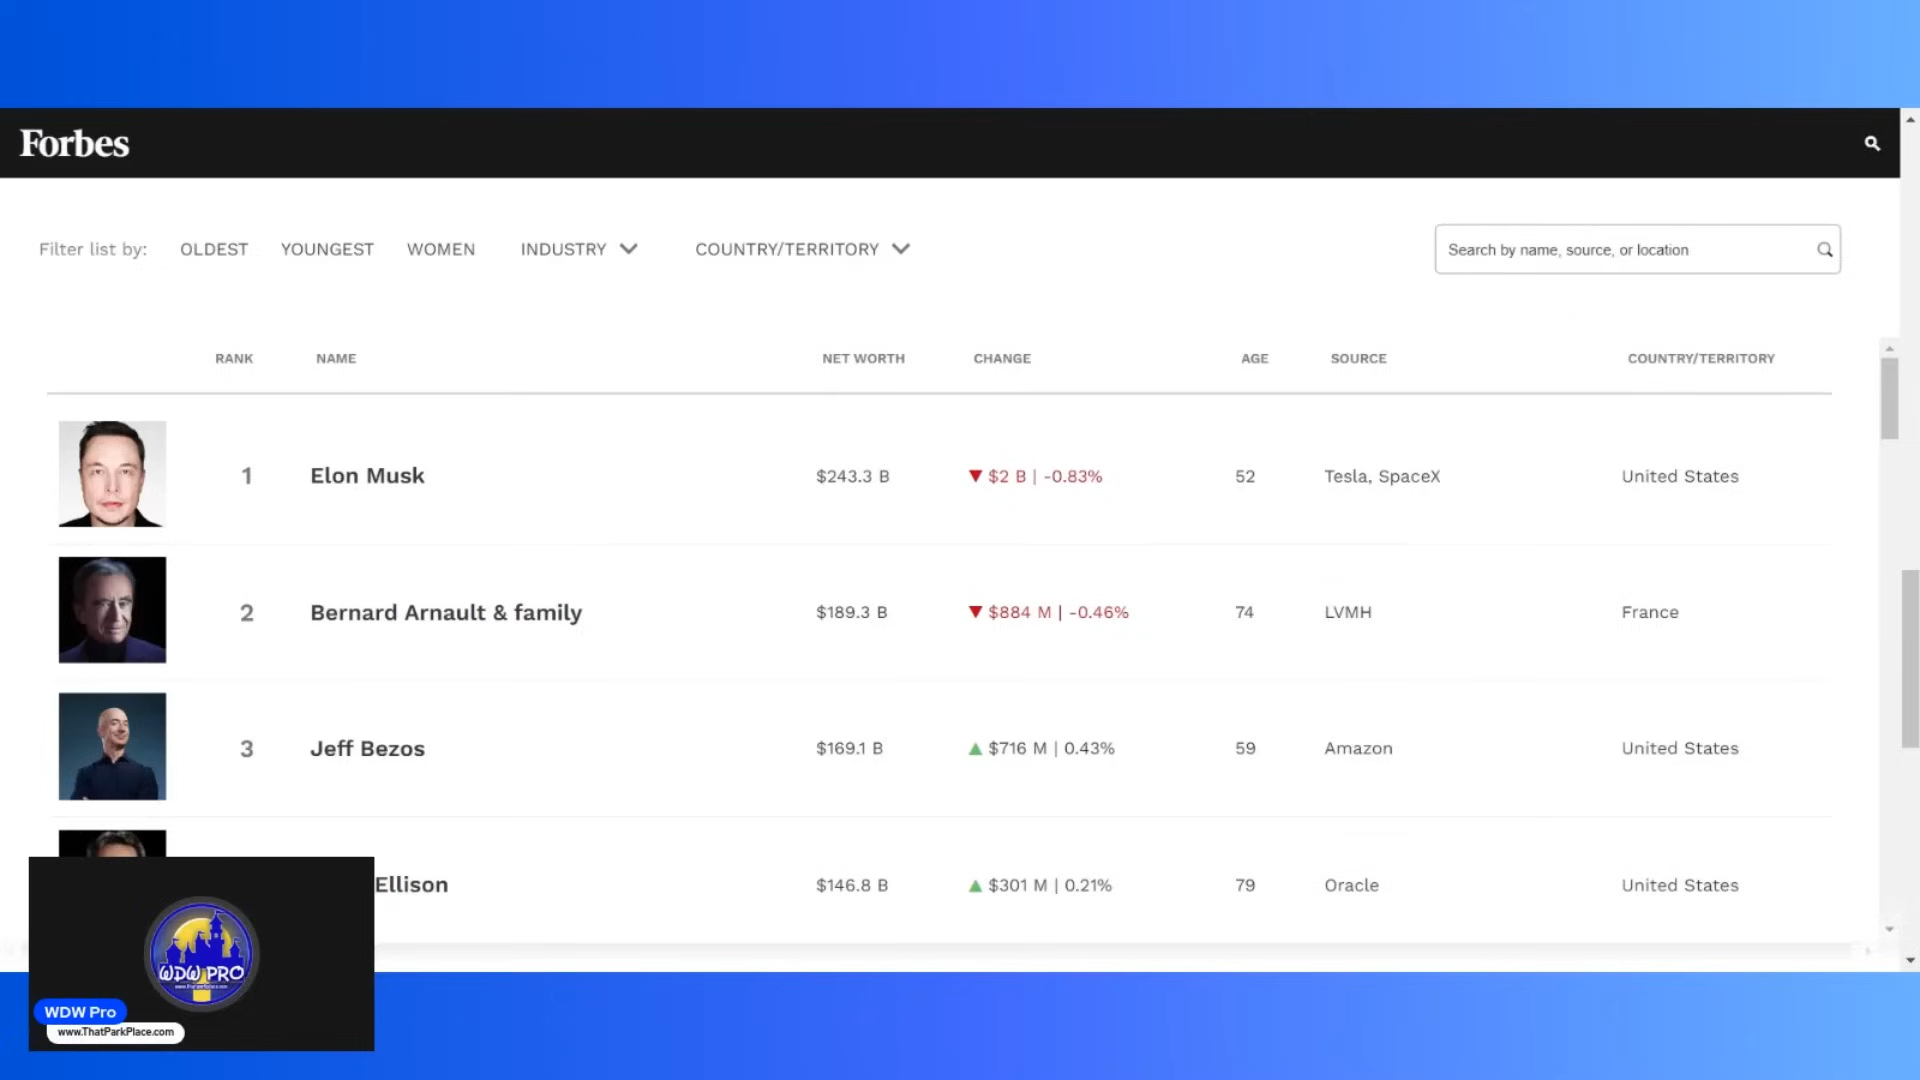 Forbes
Filter list by: OLDEST YOUNGEST WOMEN INDUSTRY COUNTRY/TERRITORY Search by name, source, or location
RANK NAME NET WORTH CHANGE AGE SOURCE COUNTRY/TERRITORY
1 Elon Musk $243.3 B $2 B | -0.83% 52 Tesla, SpaceX United States
2 Bernard Arnault & family $189.3 B $884 M | -0.46% 74 LVMH France
3 Jeff Bezos $169.1 B $716 M | 0.43% 59 Amazon United States
Ellison $146.8 B $301 M | 0.21% 79 Oracle United States
WDW PRO
www.ThatParkPlace.com
WDW Pro
www.ThatParkPlace.com